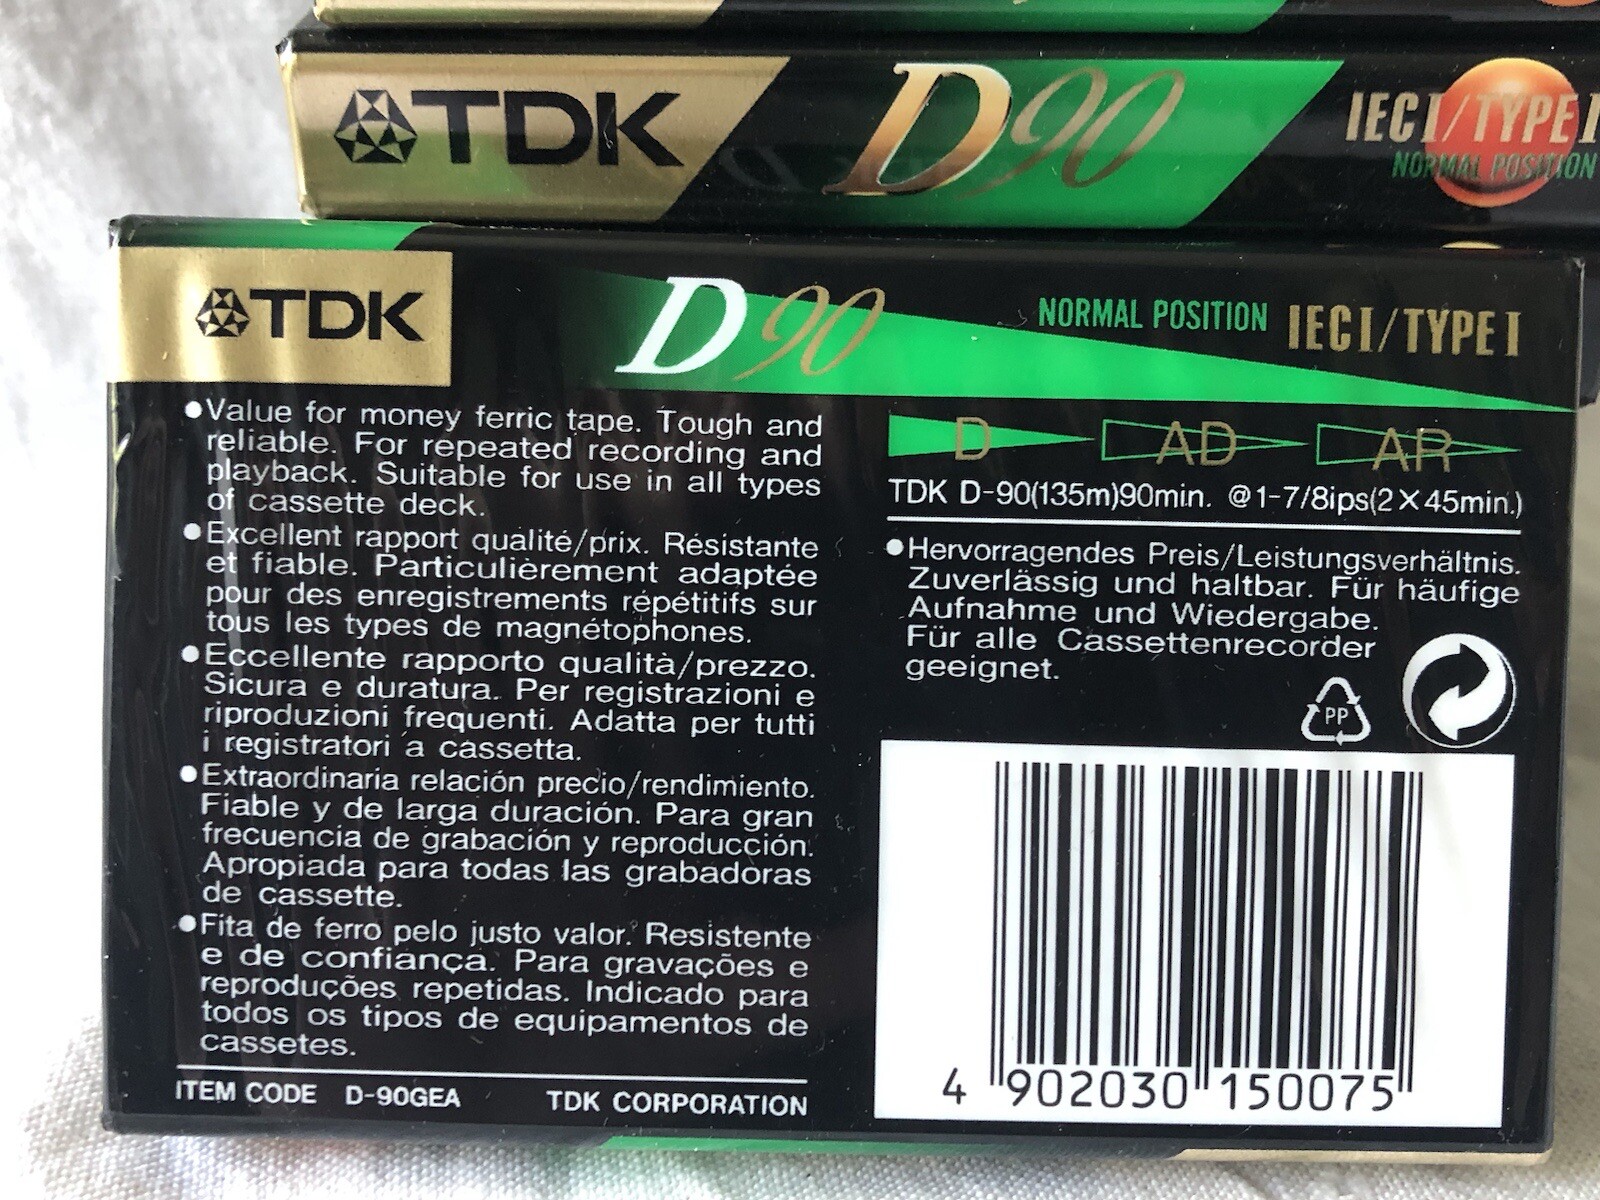 TDK D90 IEC I/TYPE I
NORMAL POSITION
TDK D90 NORMAL POSITION IEC I/TYPE I
●Value for money ferric tape. Tough and
reliable. For repeated recording and
playback. Suitable for use in all types
of cassette deck.
●Excellent rapport qualité/prix. Résistante
et fiable. Particulièrement adaptée
pour des enregistrements répétitifs sur
tous les types de magnétophones.
●Eccellente rapporto qualità/prezzo.
Sicura e duratura. Per registrazioni e
riproduzioni frequenti. Adatta per tutti
i registratori a cassetta.
●Extraordinaria relación precio/rendimiento.
Fiable y de larga duración. Para gran
frecuencia de grabación y reproducción.
Apropiada para todas las grabadoras
de cassette.
●Fita de ferro pelo justo valor. Resistente
e de confiança. Para gravações e
reproduções repetidas. Indicado para
todos os tipos de equipamentos de
cassetes.
ITEM CODE D-90GEA TDK CORPORATION
D AD AR
TDK D-90(135m)90min. @1-7/8ips(2×45min.)
●Hervorragendes Preis/Leistungsverhältnis.
Zuverlässig und haltbar. Für häufige
Aufnahme und Wiedergabe.
Für alle Cassettenrecorder
geeignet.
PP
4 902030 150075